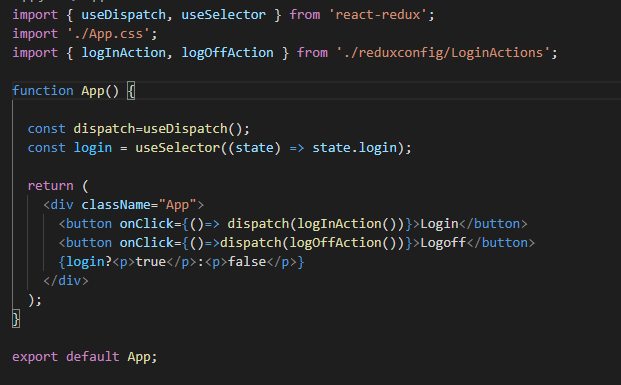 import { useDispatch, useSelector } from 'react-redux';
import './App.css';
import { logInAction, logOffAction } from './reduxconfig/LoginActions';
function App() {
const dispatch=useDispatch();
const login = useSelector((state) => state.login);
return (
<div className="App">
<button onClick={()=> dispatch(logInAction())}>Login</button>
<button onClick={()=>dispatch(logOffAction())}>Logoff</button>
{login?<p>true</p>:<p>false</p>}
</div>
);
}
export default App;